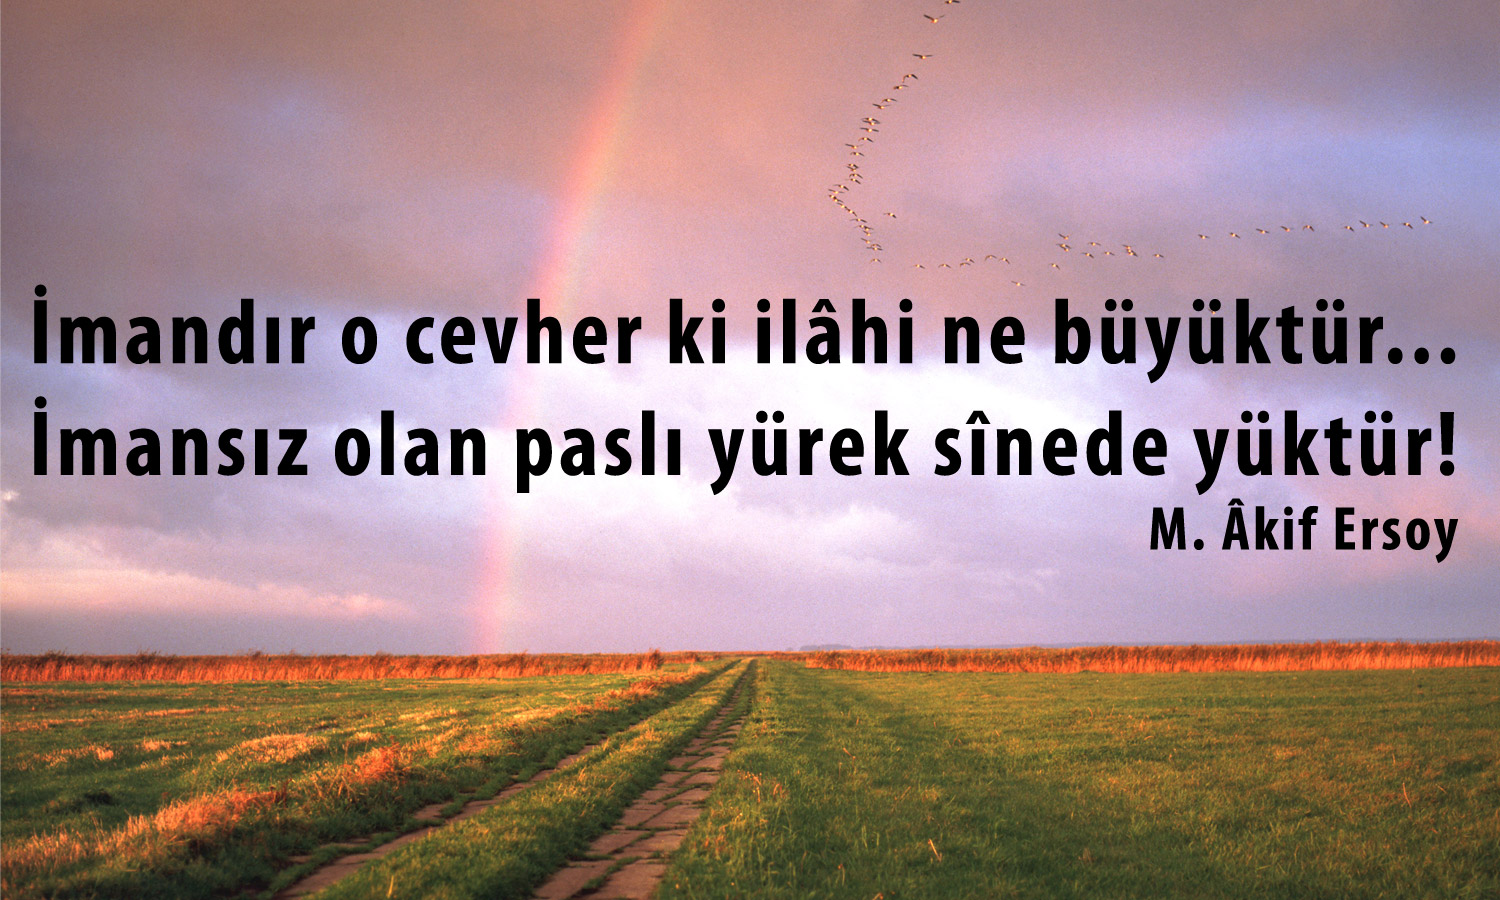 İmandır o cevher ki ilâhi ne büyüktür...
İmansız olan paslı yürek sînede yüktür!
M. Âkif Ersoy